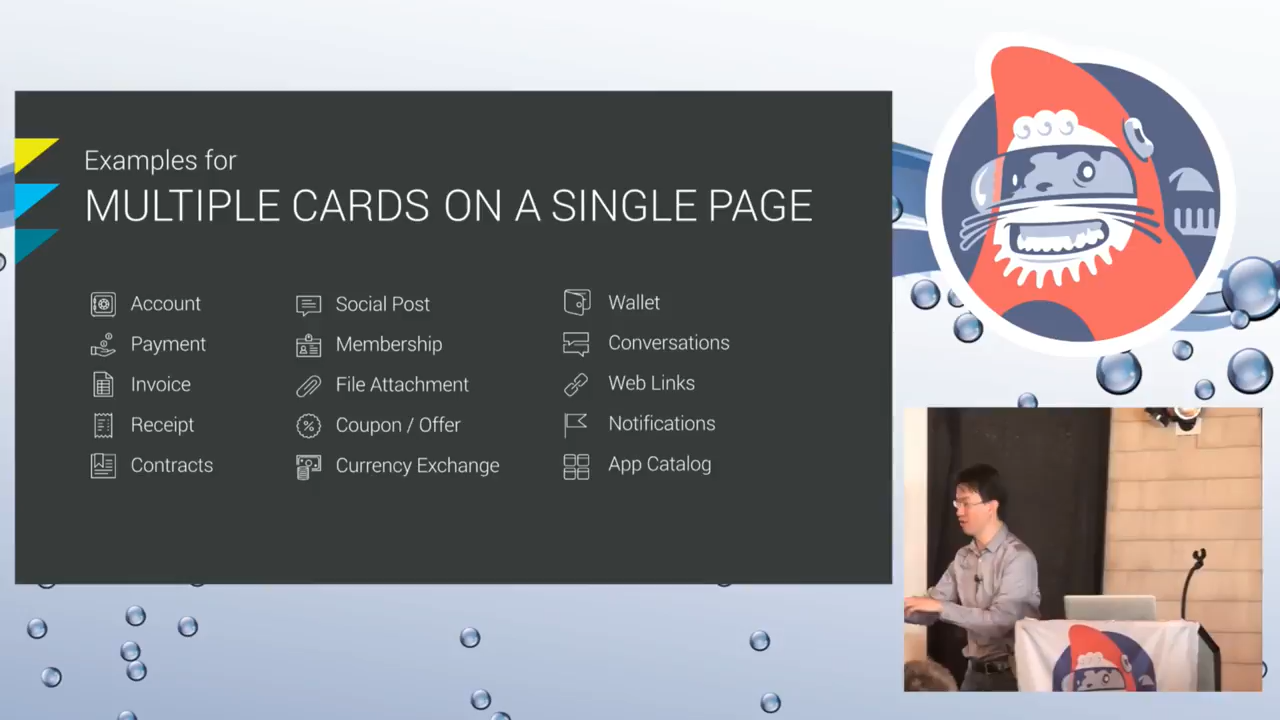 Examples for
MULTIPLE CARDS ON A SINGLE PAGE
Account
Payment
Invoice
Receipt
Contracts
Social Post
Membership
File Attachment
Coupon / Offer
Currency Exchange
Wallet
Conversations
Web Links
Notifications
App Catalog